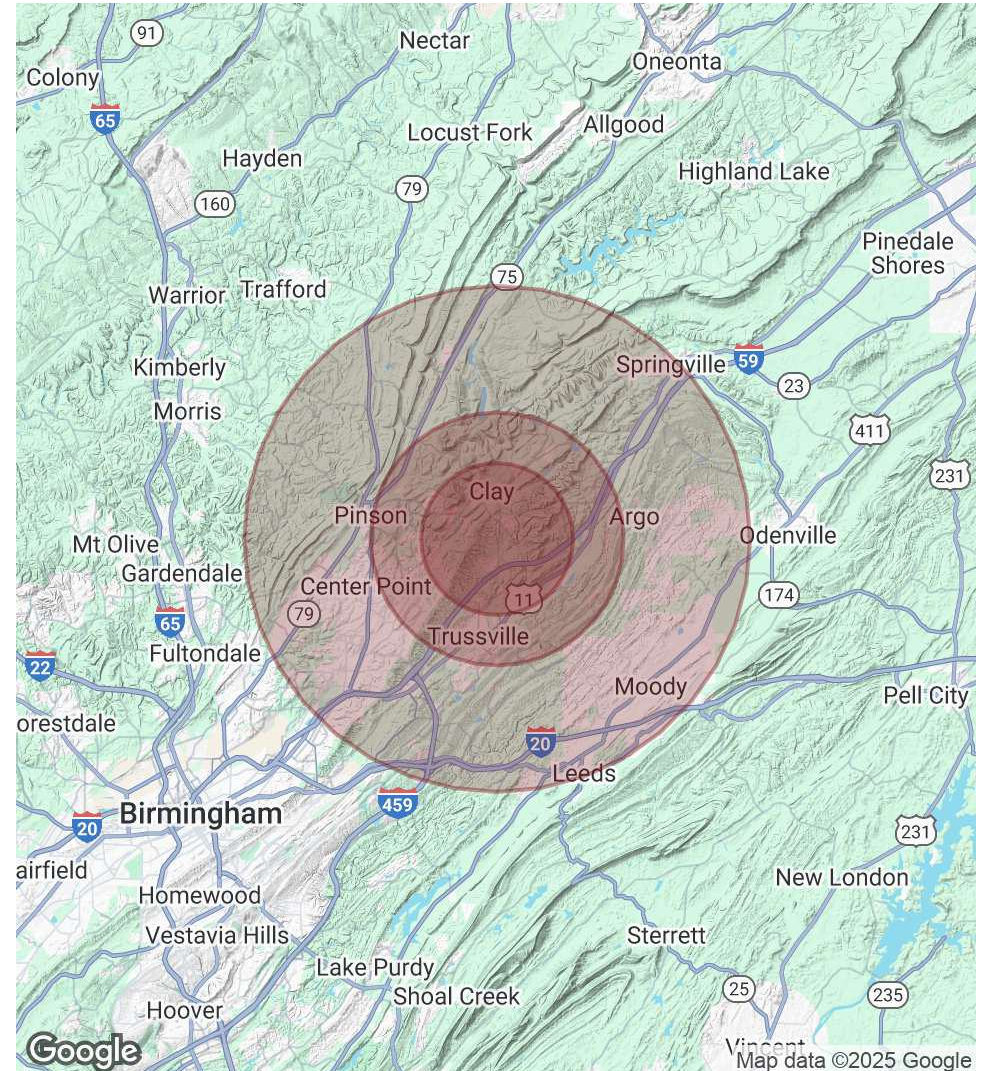 91
Nectar
Oneonta
Colony
65
Locust Fork
Allgood
Hayden
79
Highland Lake
160
Pinedale
Shores
75
Warrior
Trafford
Kimberly
Springville
59
23
Morris
411
231
Clay
Pinson
Argo
Odenville
Mt Olive
Gardendale
Center Point
11
174
79
65
Fultondale
Trussville
22
Moody
Pell City
orestdale
20
Leeds
459
Birmingham
20
231
airfield
New London
Homewood
Vestavia Hills
Sterrett
Lake Purdy
Shoal Creek
25
235
Hoover
Vincent
Google
Map data ©2025 Google